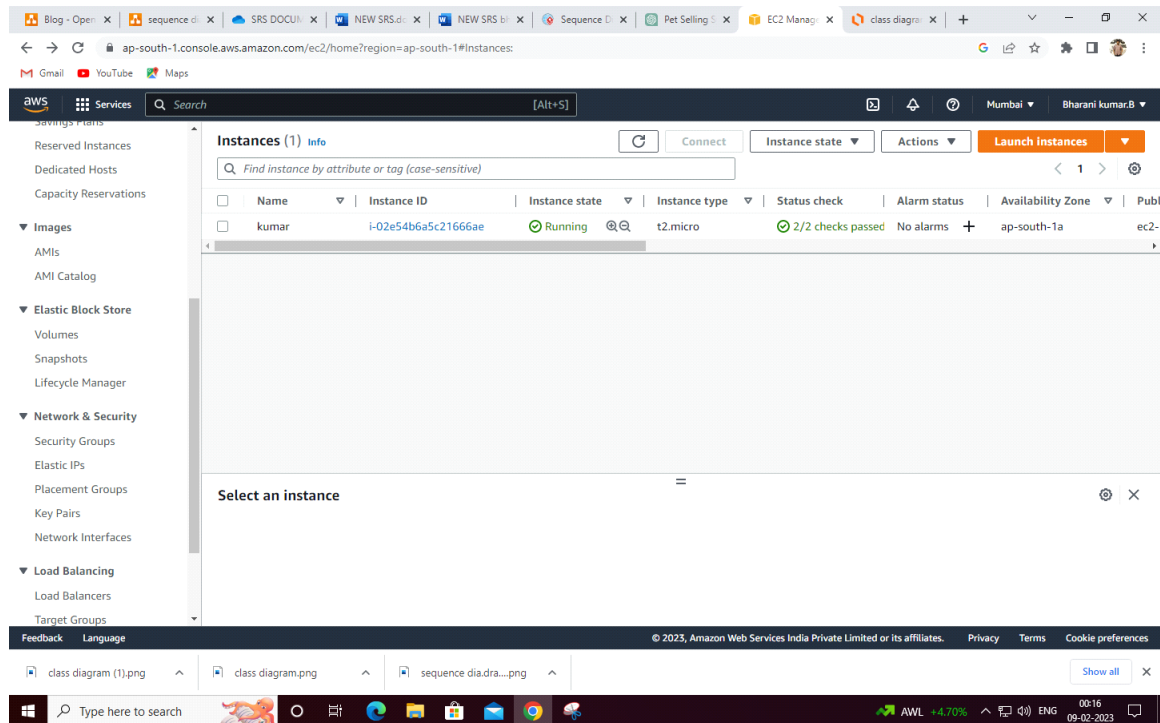 Blog - Open
sequence di
SRS DOCUM
NEW SRS.do
NEW SRS bh
Sequence D
Pet Selling S
EC2 Manage
class diagra
ap-south-1.console.aws.amazon.com/ec2/home?region=ap-south-1#Instances:
Gmail YouTube Maps
aws Services Search [Alt+S] Mumbai Bharani kumar.B
Savings Plans
Reserved Instances
Dedicated Hosts
Capacity Reservations
Images
AMIs
AMI Catalog
Elastic Block Store
Volumes
Snapshots
Lifecycle Manager
Network & Security
Security Groups
Elastic IPs
Placement Groups
Key Pairs
Network Interfaces
Load Balancing
Load Balancers
Target Groups
Instances (1) Info Connect Instance state Actions Launch instances
Find instance by attribute or tag (case-sensitive) 1
Name Instance ID Instance state Instance type Status check Alarm status Availability Zone Publ
kumar i-02e54b6a5c21666ae Running t2.micro 2/2 checks passed No alarms ap-south-1a ec2-
Select an instance
Feedback Language © 2023, Amazon Web Services India Private Limited or its affiliates. Privacy Terms Cookie preferences
class diagram (1).png class diagram.png sequence dia.dra....png Show all
Type here to search AWL +4.70% ENG 00:16
09-02-2023